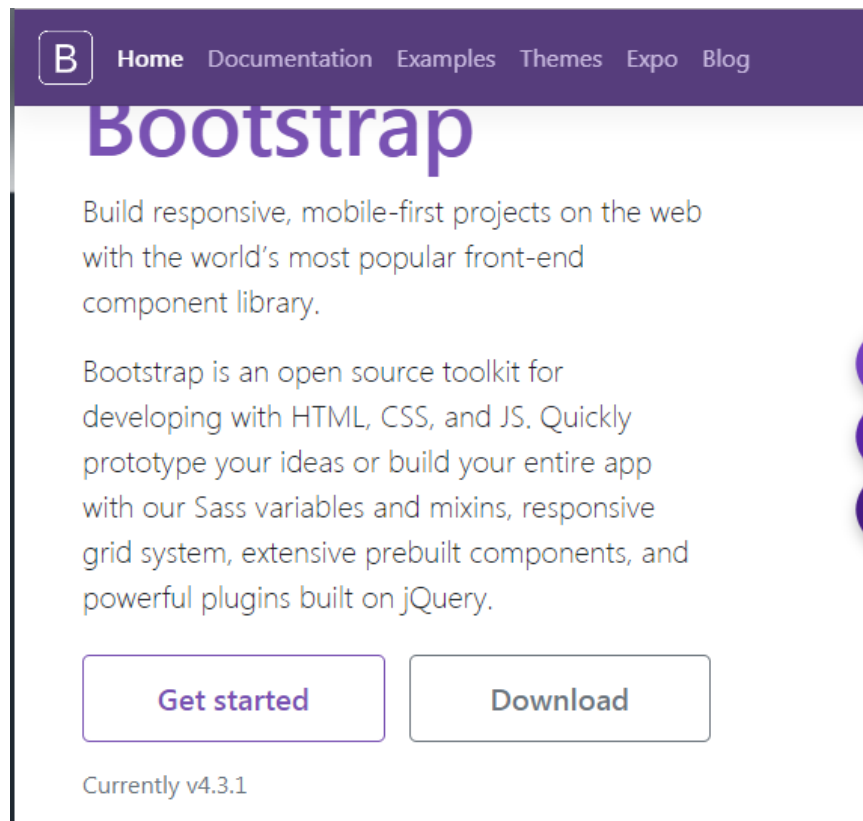 B Home Documentation Examples Themes Expo Blog
Bootstrap
Build responsive, mobile-first projects on the web
with the world’s most popular front-end
component library.
Bootstrap is an open source toolkit for
developing with HTML, CSS, and JS. Quickly
prototype your ideas or build your entire app
with our Sass variables and mixins, responsive
grid system, extensive prebuilt components, and
powerful plugins built on jQuery.
Get started Download
Currently v4.3.1